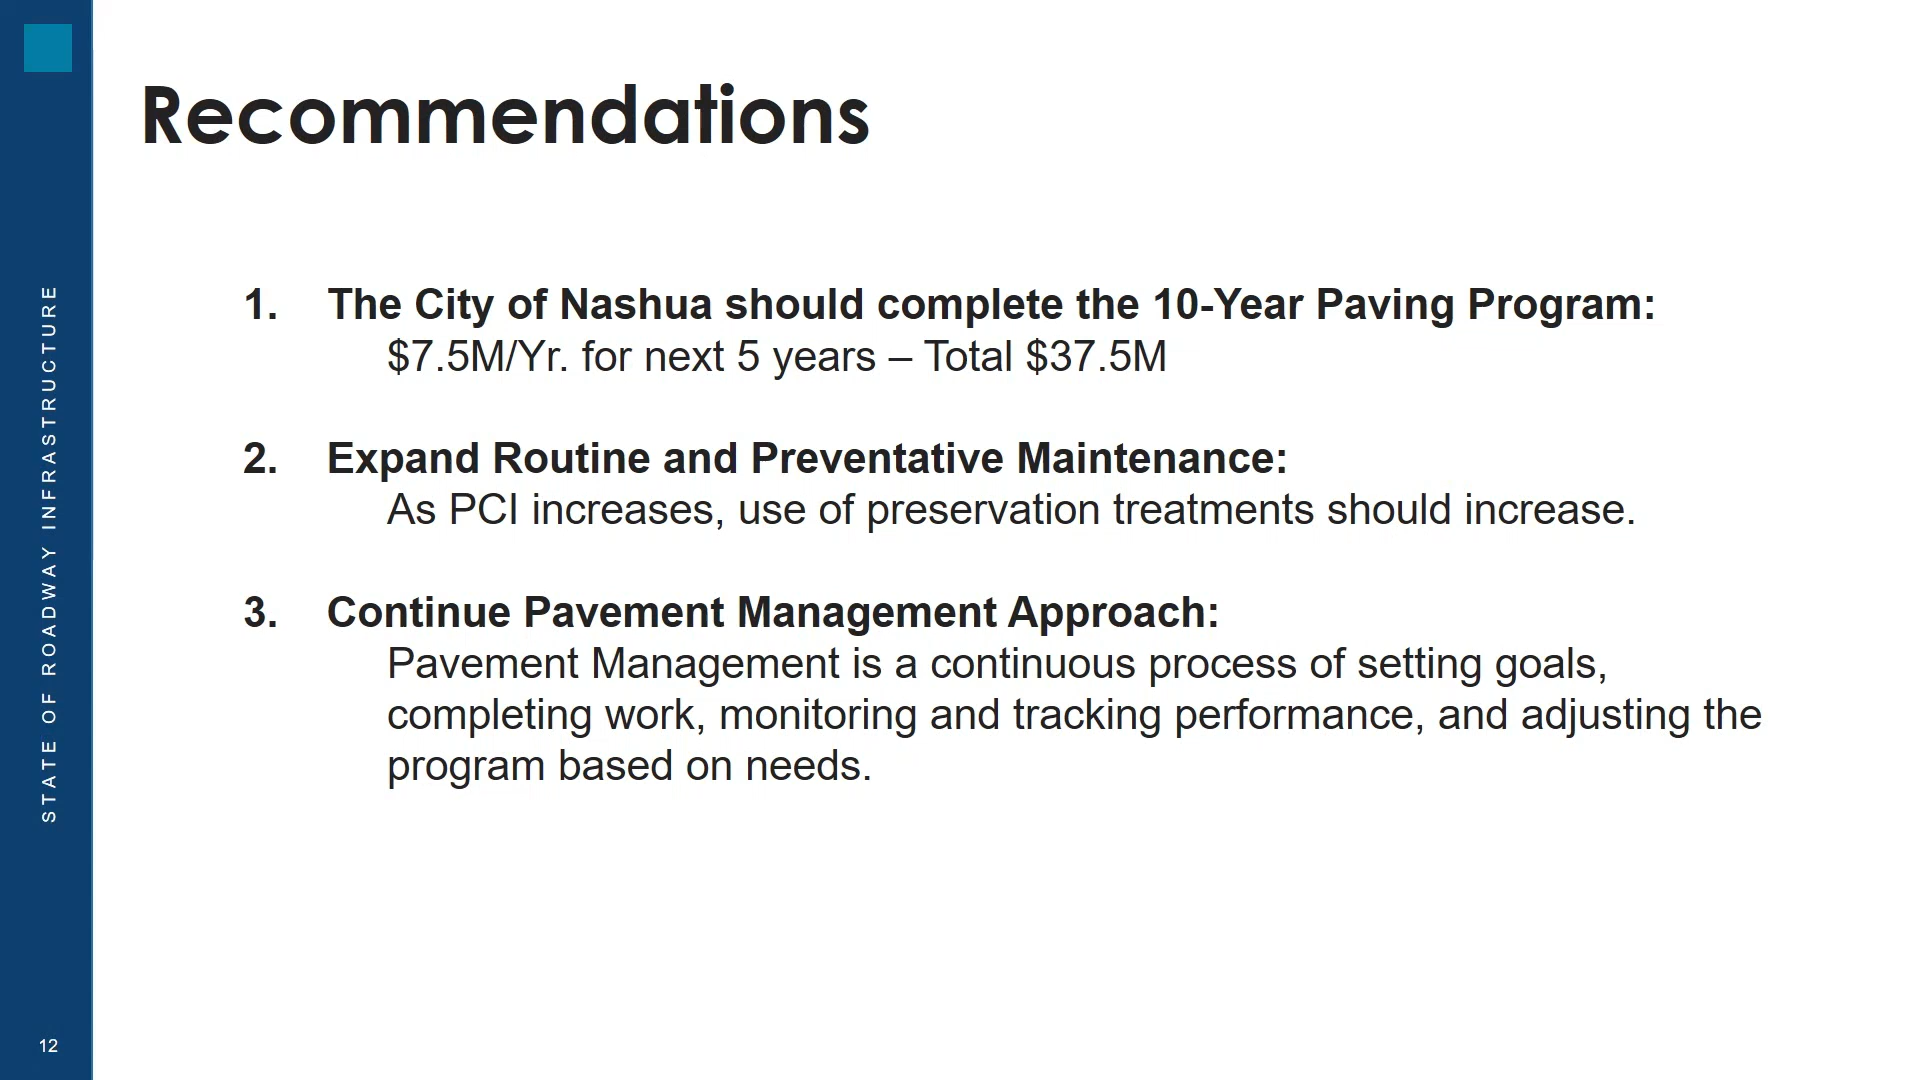 Recommendations
1. The City of Nashua should complete the 10-Year Paving Program:
$7.5M/Yr. for next 5 years – Total $37.5M
2. Expand Routine and Preventative Maintenance:
As PCI increases, use of preservation treatments should increase.
3. Continue Pavement Management Approach:
Pavement Management is a continuous process of setting goals,
completing work, monitoring and tracking performance, and adjusting the
program based on needs.
STATE OF ROADWAY INFRASTRUCTURE
12